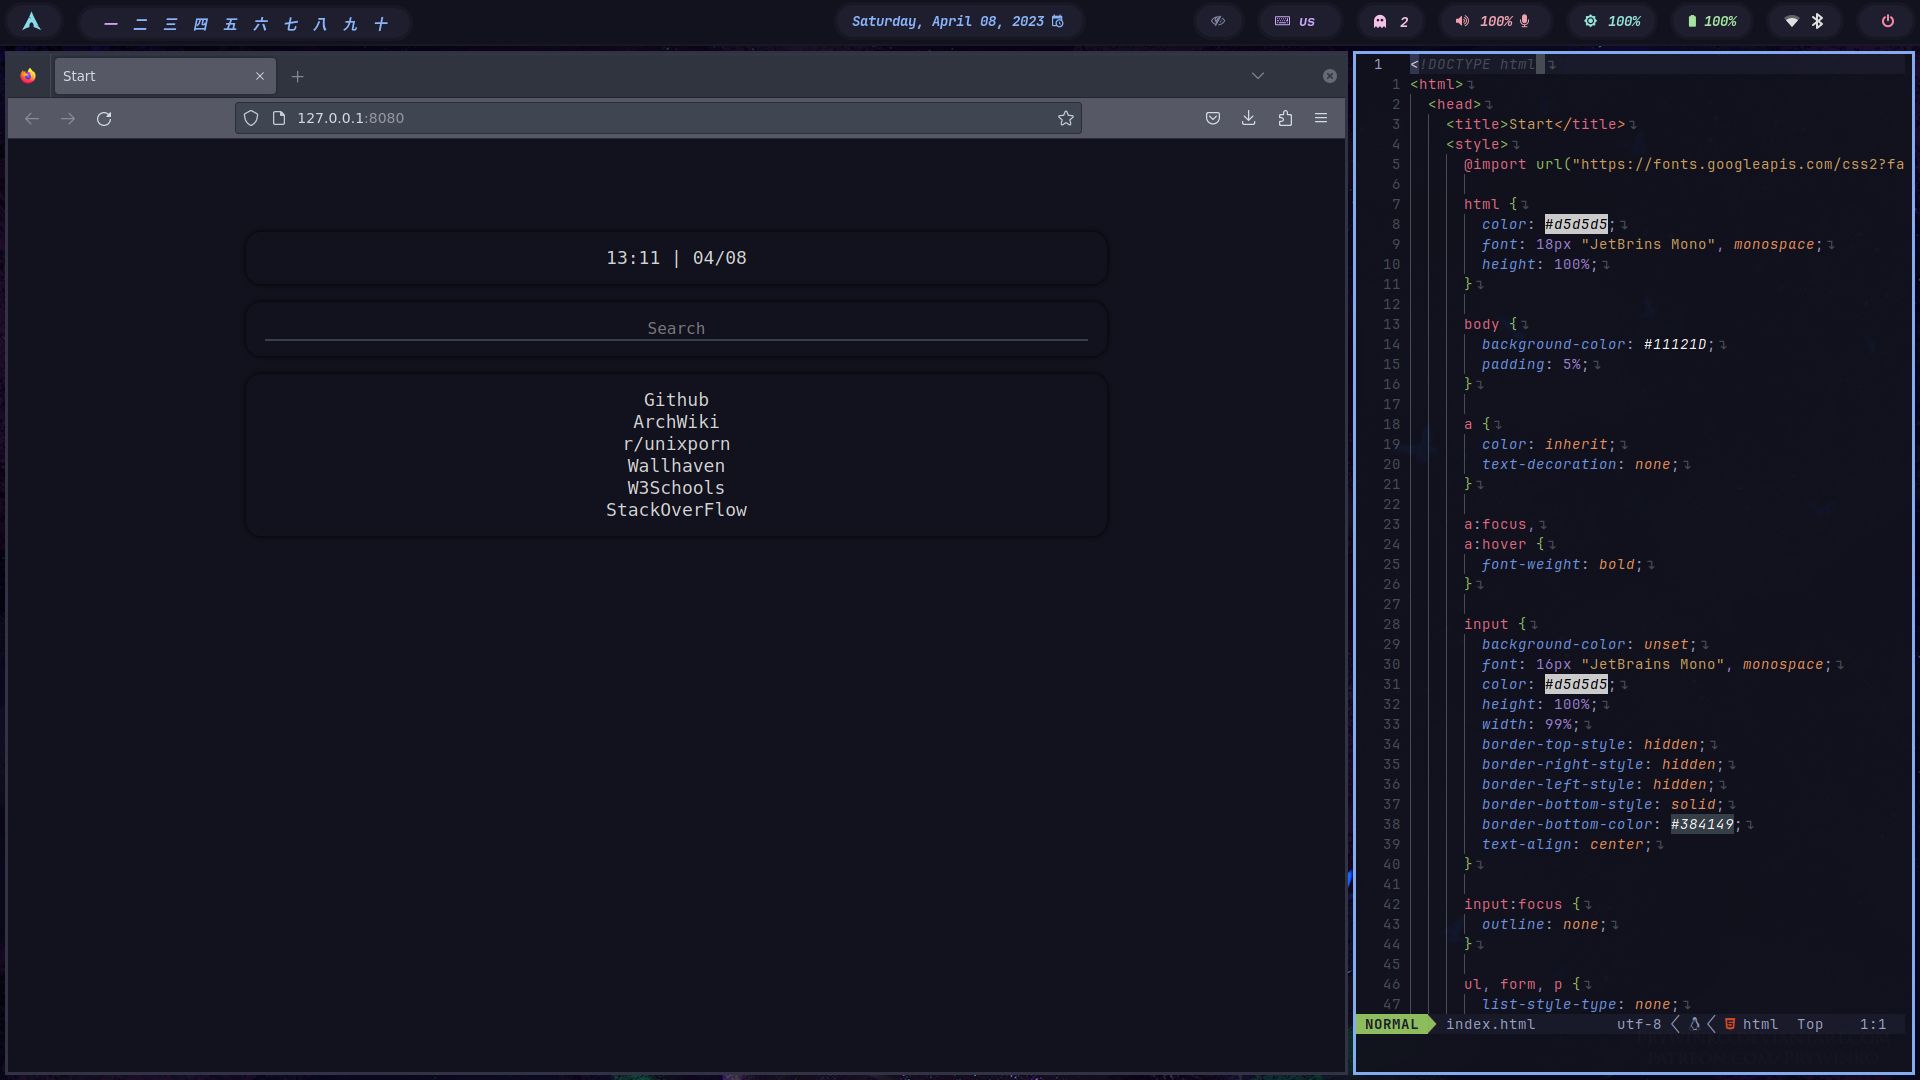 一 二 三 四 五 六 七 八 九 十
Saturday, April 08, 2023
US
2
100%
100%
100%
Start
127.0.0.1:8080
13:11 | 04/08
Search
Github
ArchWiki
r/unixporn
Wallhaven
W3Schools
StackOverFlow
1 <!DOCTYPE html
1 <html>
2 <head>
3 <title>Start</title>
4 <style>
5 @import url("https://fonts.googleapis.com/css2?fa
6
7 html {
8 color: #d5d5d5;
9 font: 18px "JetBrins Mono", monospace;
10 height: 100%;
11 }
12
13 body {
14 background-color: #11121D;
15 padding: 5%;
16 }
17
18 a {
19 color: inherit;
20 text-decoration: none;
21 }
22
23 a:focus,
24 a:hover {
25 font-weight: bold;
26 }
27
28 input {
29 background-color: unset;
30 font: 16px "JetBrains Mono", monospace;
31 color: #d5d5d5;
32 height: 100%;
33 width: 99%;
34 border-top-style: hidden;
35 border-right-style: hidden;
36 border-left-style: hidden;
37 border-bottom-style: solid;
38 border-bottom-color: #384149;
39 text-align: center;
40 }
41
42 input:focus {
43 outline: none;
44 }
45
46 ul, form, p {
47 list-style-type: none;
NORMAL index.html utf-8 html Top 1:1